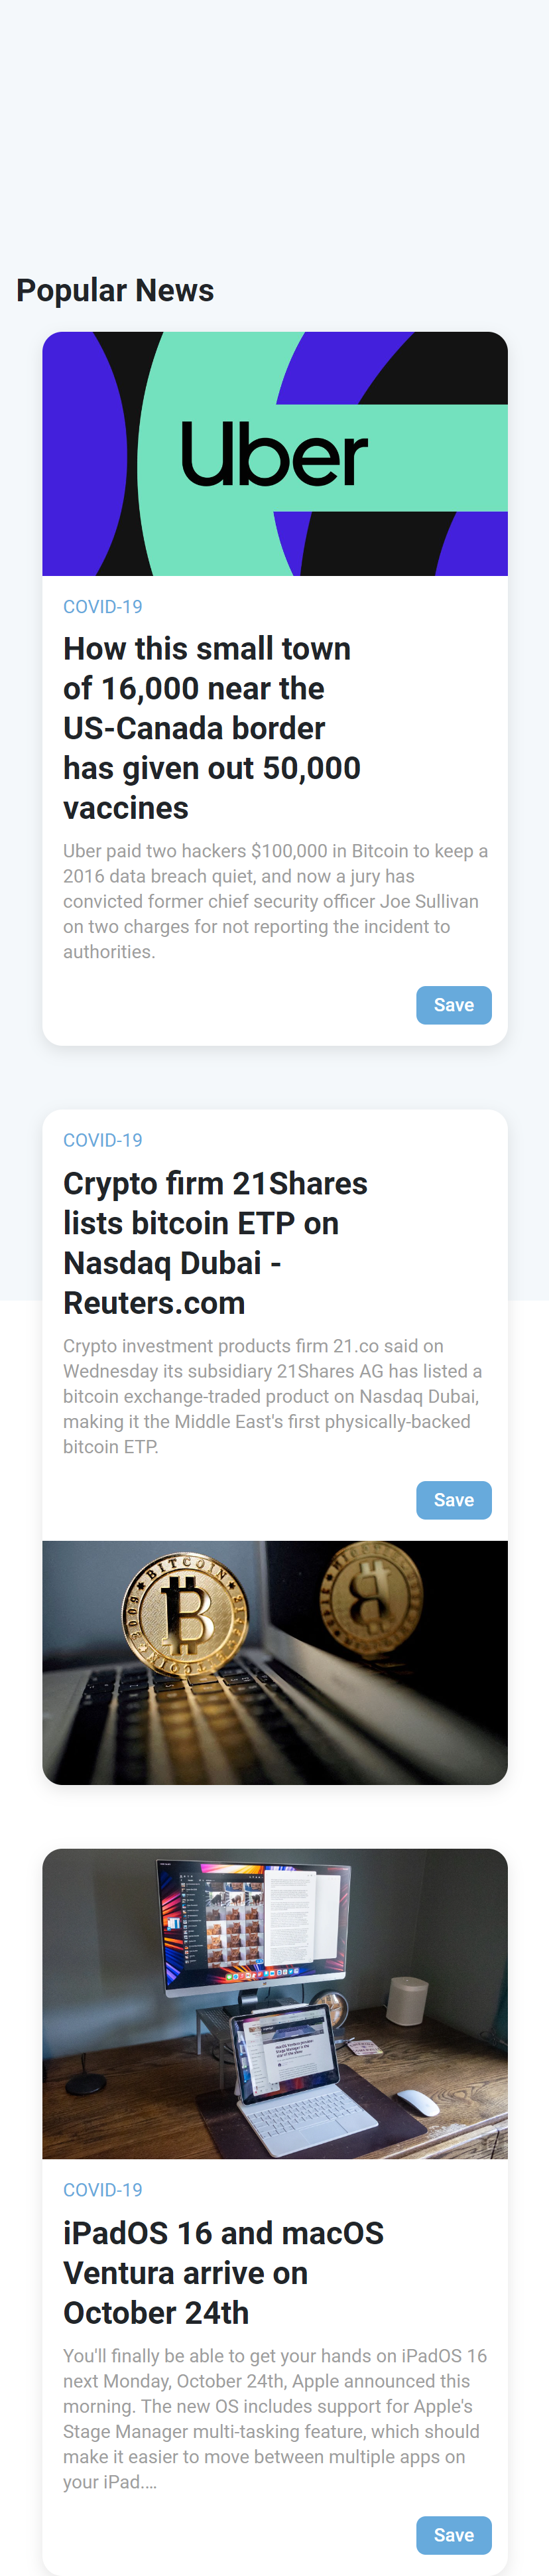 Popular News
Uber
COVID-19
How this small town
of 16,000 near the
US-Canada border
has given out 50,000
vaccines
Uber paid two hackers $100,000 in Bitcoin to keep a
2016 data breach quiet, and now a jury has
convicted former chief security officer Joe Sullivan
on two charges for not reporting the incident to
authorities.
Save
COVID-19
Crypto firm 21Shares
lists bitcoin ETP on
Nasdaq Dubai -
Reuters.com
Crypto investment products firm 21.co said on
Wednesday its subsidiary 21Shares AG has listed a
bitcoin exchange-traded product on Nasdaq Dubai,
making it the Middle East's first physically-backed
bitcoin ETP.
Save
BITCOIN
COVID-19
iPadOS 16 and macOS
Ventura arrive on
October 24th
You'll finally be able to get your hands on iPadOS 16
next Monday, October 24th, Apple announced this
morning. The new OS includes support for Apple's
Stage Manager multi-tasking feature, which should
make it easier to move between multiple apps on
your iPad.…
Save